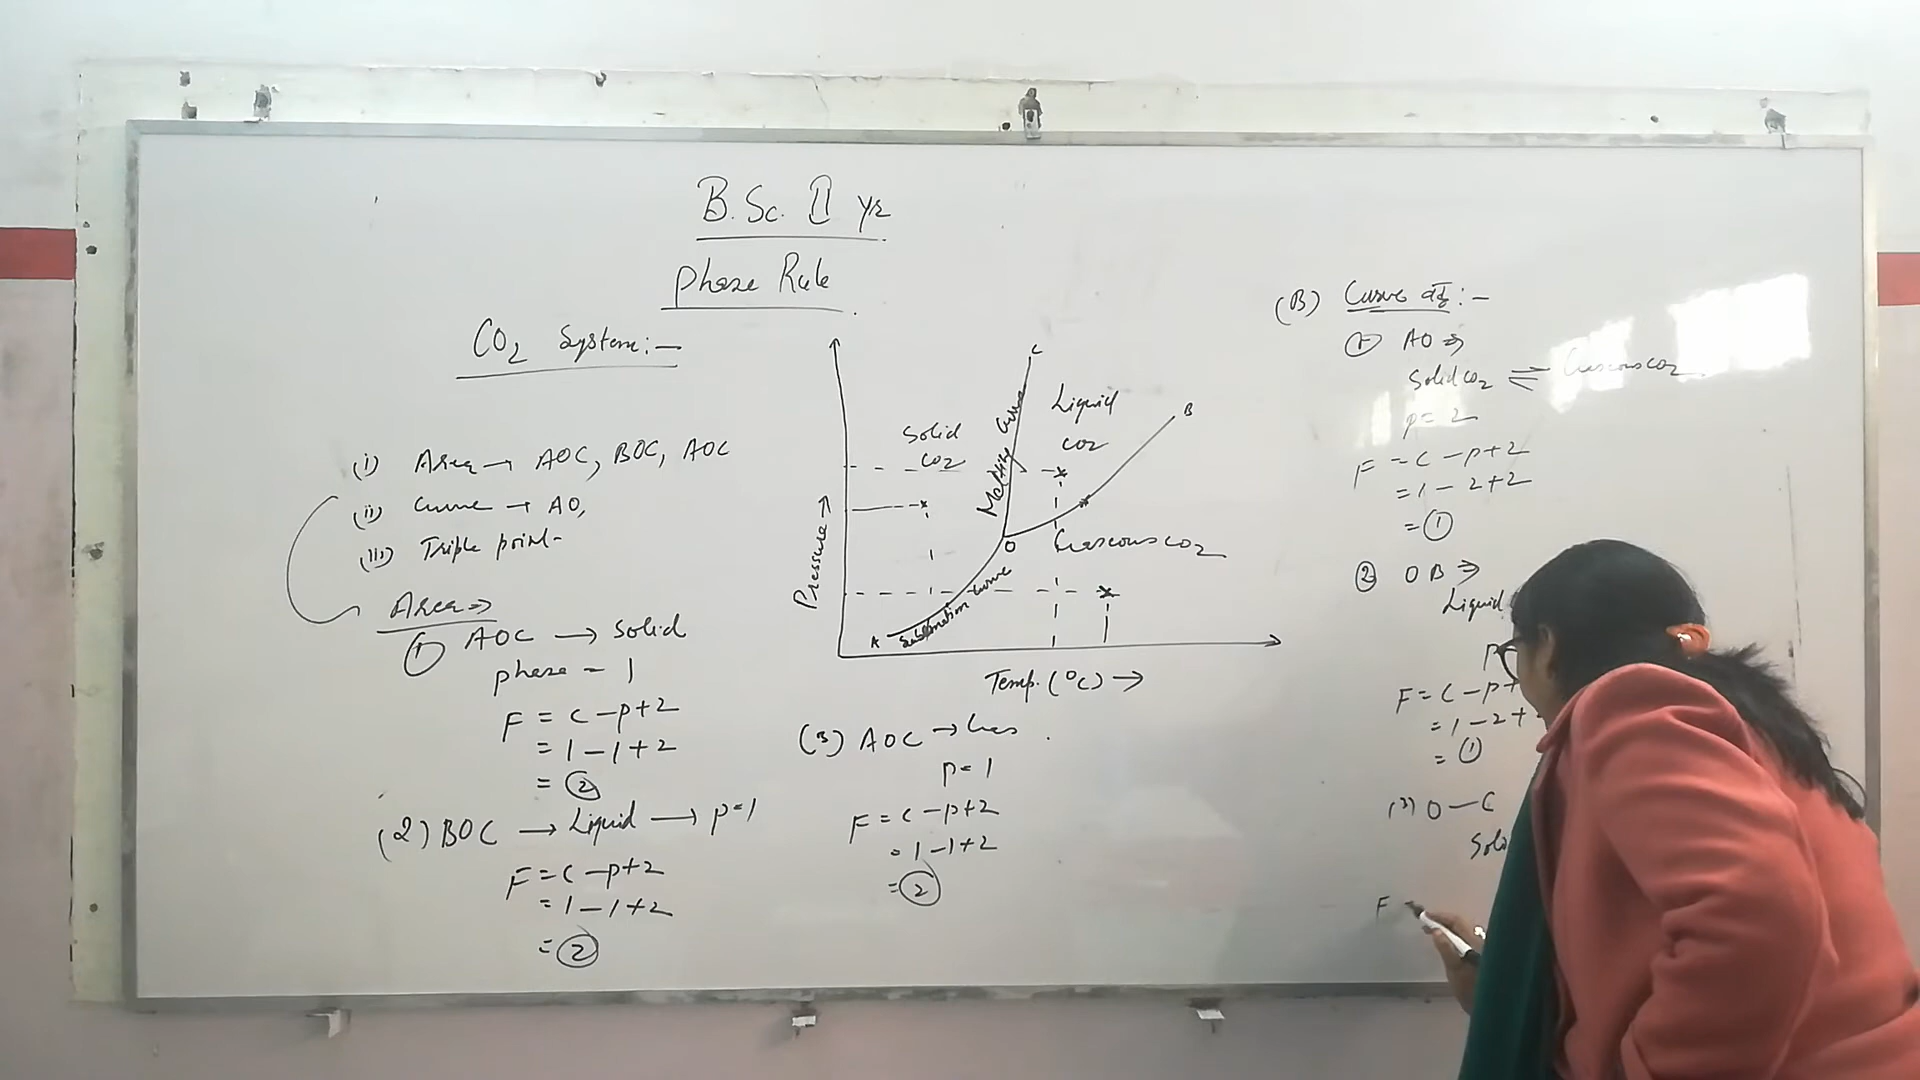 B.Sc. II yr
Phase Rule
CO2 System:-
(i) Area → AOC, BOC, AOC
(ii) Curve → AO,
(iii) Triple point-
Area ⇒
① AOC → Solid
phase = 1
F = C-P+2
= 1-1+2
= ②
(2) BOC → Liquid → P=1
F = C-P+2
= 1-1+2
= ②
C
B
Solid
CO2
Liquid
CO2
Melting Curve
O
Gaseous CO2
Sublimation Curve
A
Pressure →
Temp. (°C) →
(3) AOC → Gas
P=1
F = C-P+2
= 1-1+2
= ②
(B) Curve :-
① AO ⇒
Solid CO2 ⇌ Gaseous CO2
P = 2
F = C-P+2
= 1-2+2
= ①
② OB ⇒
Liquid
P
F = C-P+
= 1-2+
= ①
(3) O-C
F =